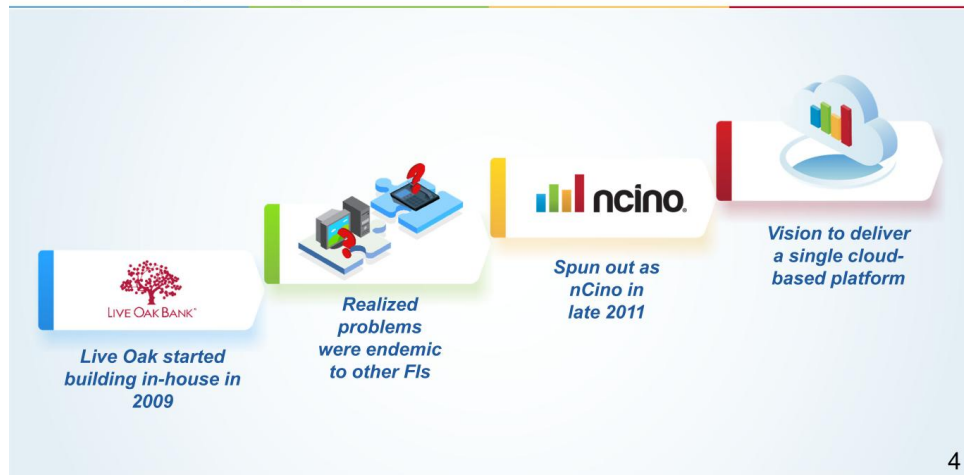 LIVE OAK BANK
Live Oak started
building in-house in
2009
Realized
problems
were endemic
to other FIs
ncino.
Spun out as
nCino in
late 2011
Vision to deliver
a single cloud-
based platform
4